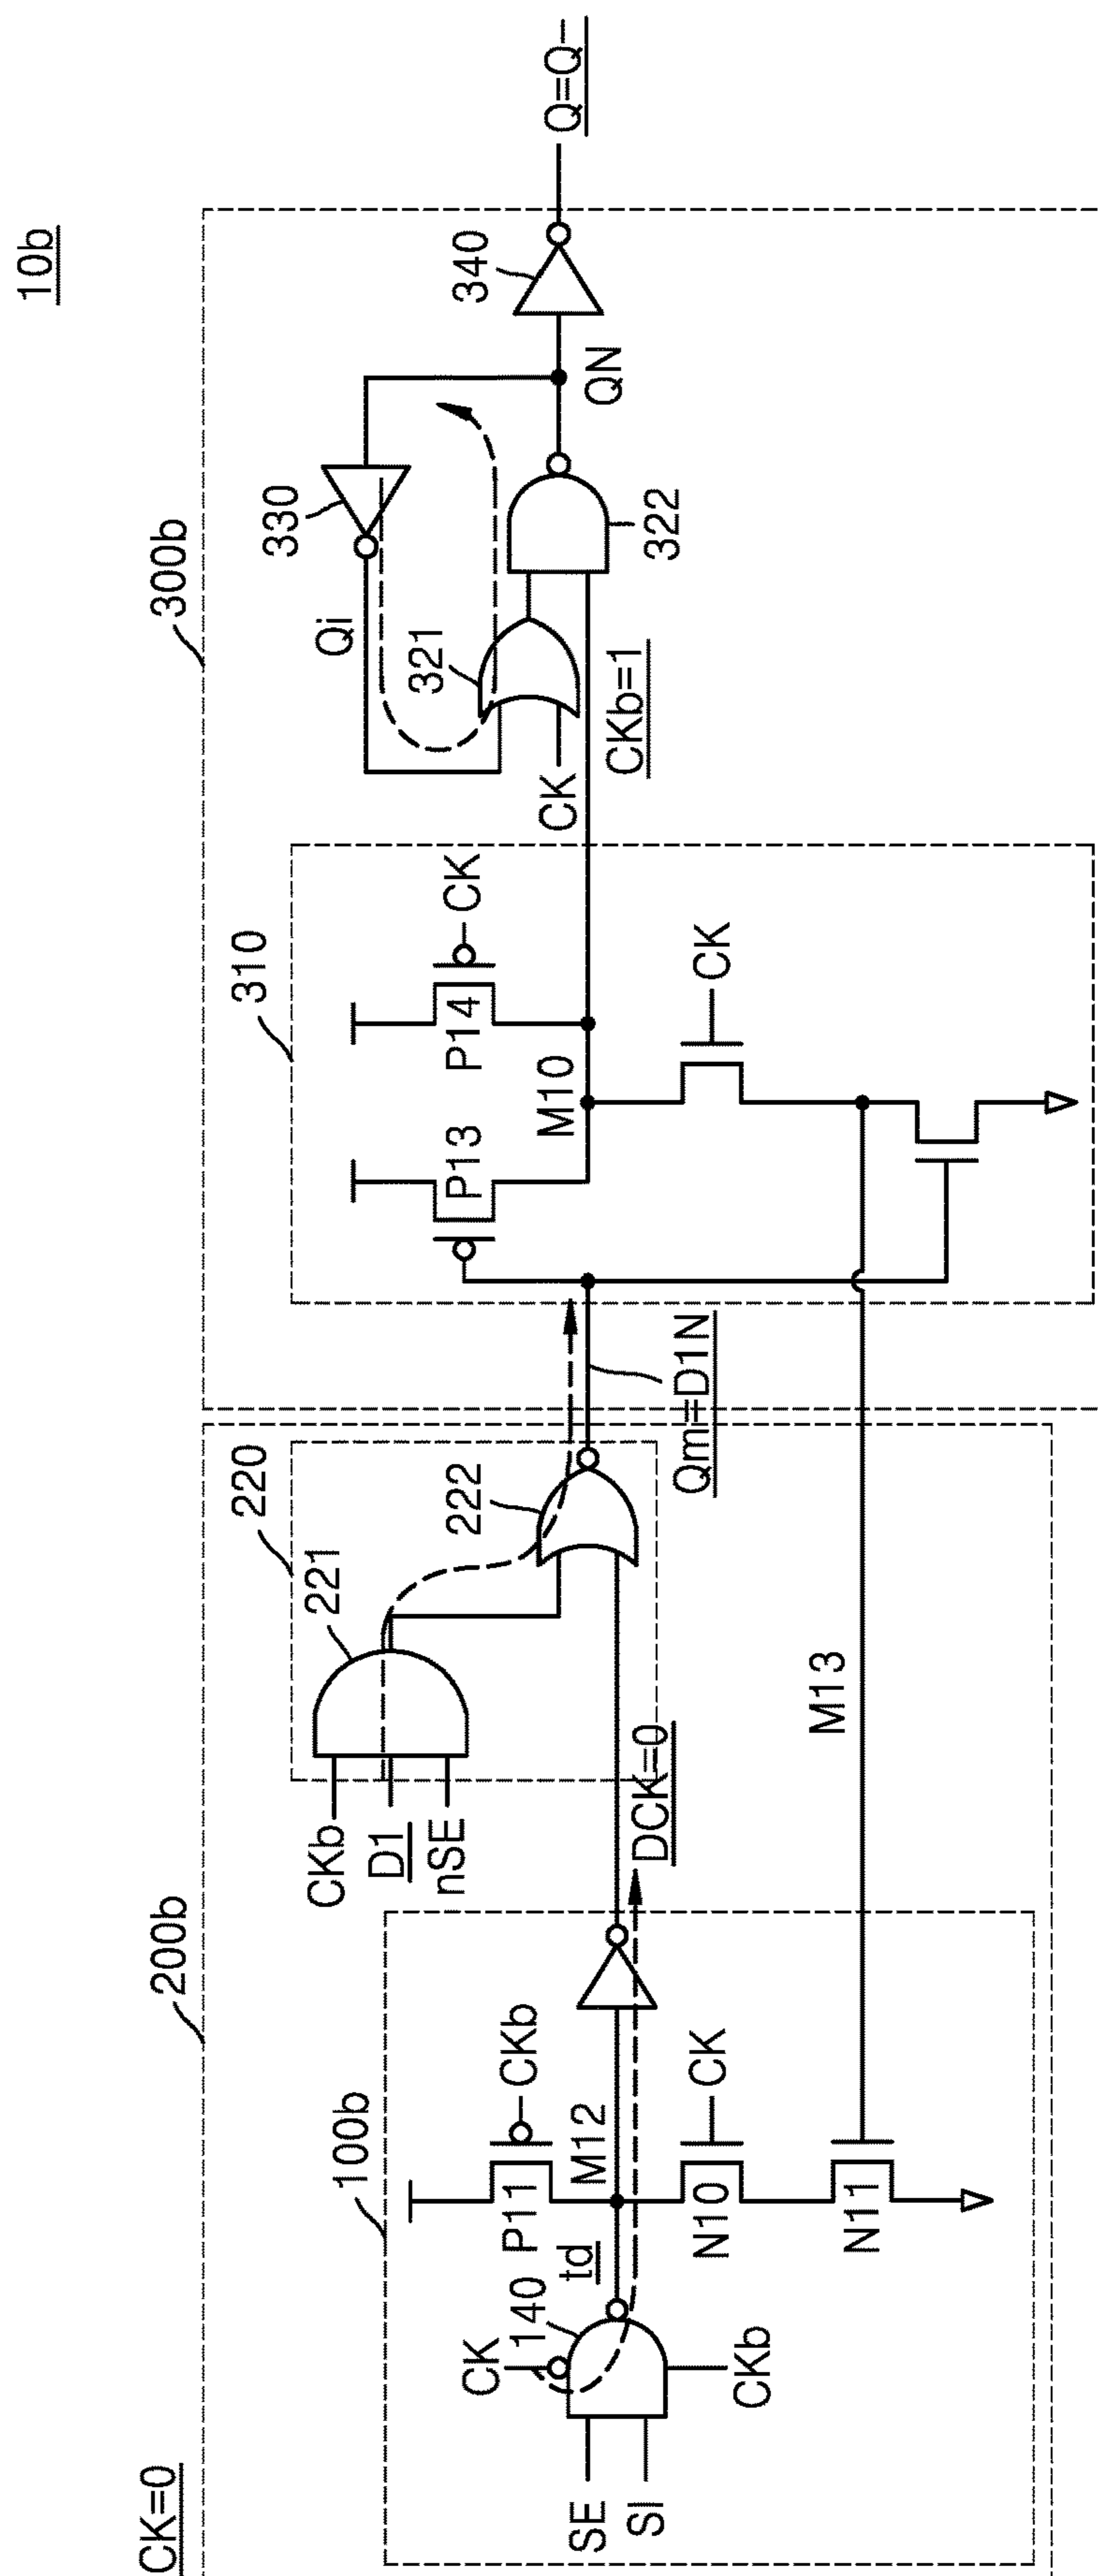 10b
CK=0
200b
300b
100b
220
310
221
222
CKb
D1
nSE
CK
140
td
P11
CKb
M12
SE
SI
CKb
N10
CK
N11
DCK=0
M13
Qm=D1N
P13
P14
CK
M10
CK
Qi
330
321
CK
CKb=1
322
QN
340
Q=Q-